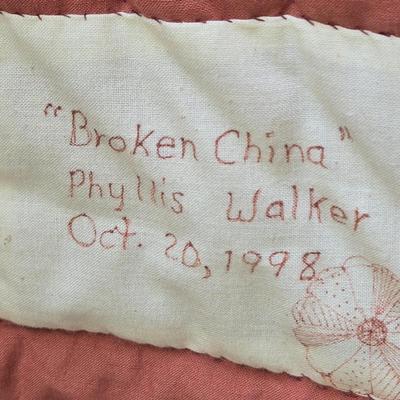 "Broken China"
Phyllis Walker
Oct. 20, 1998